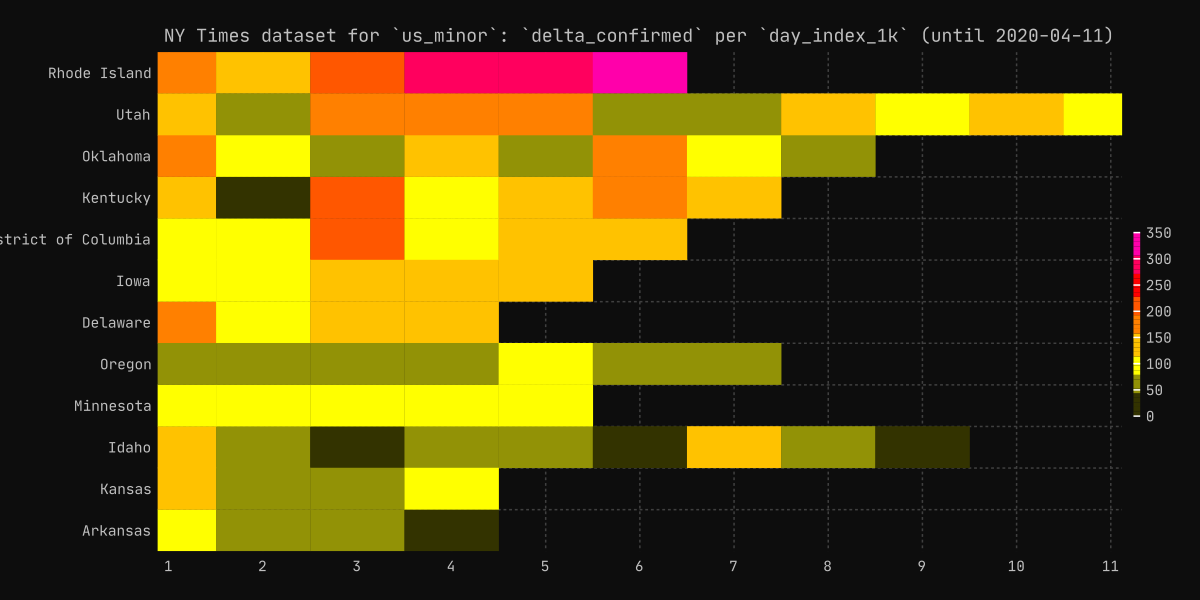 NY Times dataset for `us_minor`: `delta_confirmed` per `day_index_1k` (until 2020-04-11)
Rhode Island
Utah
Oklahoma
Kentucky
strict of Columbia
Iowa
Delaware
Oregon
Minnesota
Idaho
Kansas
Arkansas
1 2 3 4 5 6 7 8 9 10 11
350
300
250
200
150
100
50
0